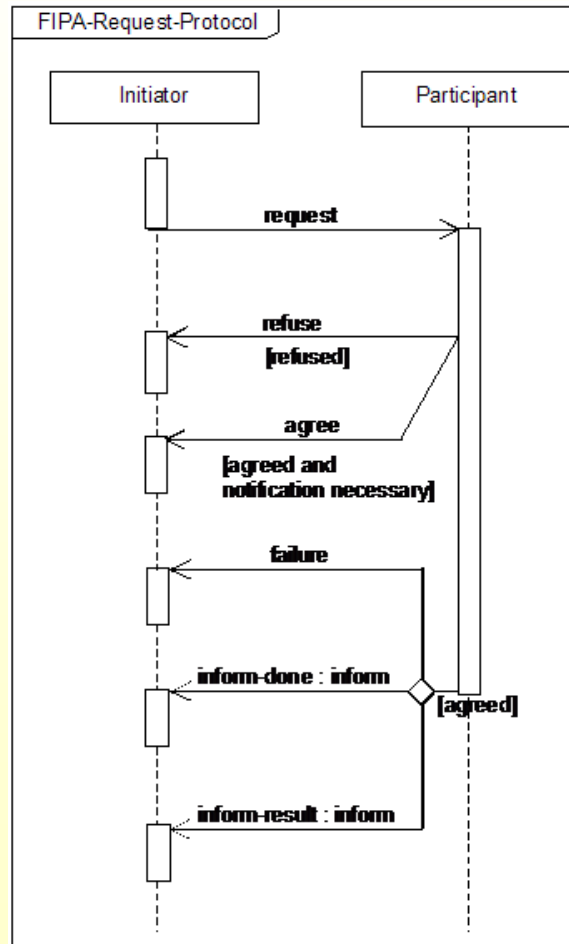 FIPA-Request-Protocol
Initiator
Participant
request
refuse
[refused]
agree
[agreed and
notification necessary]
failure
inform-done : inform
[agreed]
inform-result : inform